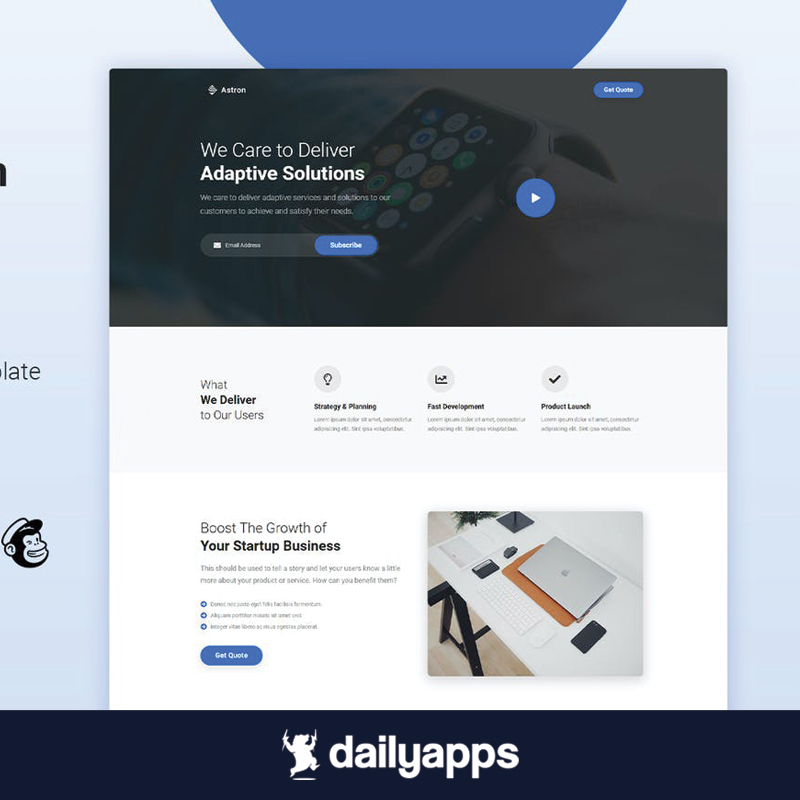 Astron
Get Quote
We Care to Deliver
Adaptive Solutions
We care to deliver adaptive services and solutions to our
customers to achieve and satisfy their needs.
Email Address
Subscribe
What
We Deliver
to Our Users
Strategy & Planning
Lorem ipsum dolor sit amet, consectetur
adipisicing elit. Sint ipsa voluptatibus.
Fast Development
Lorem ipsum dolor sit amet, consectetur
adipisicing elit. Sint ipsa voluptatibus.
Product Launch
Lorem ipsum dolor sit amet, consectetur
adipisicing elit. Sint ipsa voluptatibus.
Boost The Growth of
Your Startup Business
This should be used to tell a story and let your users know a little
more about your product or service. How can you benefit them?
Donec nec justo eget felis facilisis fermentum.
Aliquam porttitor mauris sit amet orci.
Integer vitae libero ac risus egestas placerat.
Get Quote
plate
dailyapps